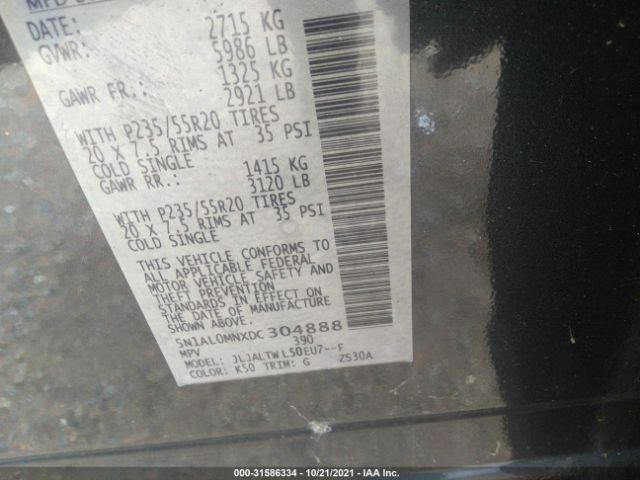 DATE:
GVWR: 2715 KG
5986 LB
GAWR FR.: 1325 KG
2921 LB
WITH P235/55R20 TIRES
20 X 7.5 RIMS AT 35 PSI
COLD SINGLE
GAWR RR.: 1415 KG
3120 LB
WITH P235/55R20 TIRES
20 X 7.5 RIMS AT 35 PSI
COLD SINGLE
THIS VEHICLE CONFORMS TO
ALL APPLICABLE FEDERAL
MOTOR VEHICLE SAFETY AND
THEFT PREVENTION
STANDARDS IN EFFECT ON
THE DATE OF MANUFACTURE
SHOWN ABOVE.
5N1AL0MNXDC304888
MPV 390
MODEL: JLJALTWL50EU7--F
COLOR: K50 TRIM: G ZS30A
000-31586334 | 10/21/2021 | IAA Inc.